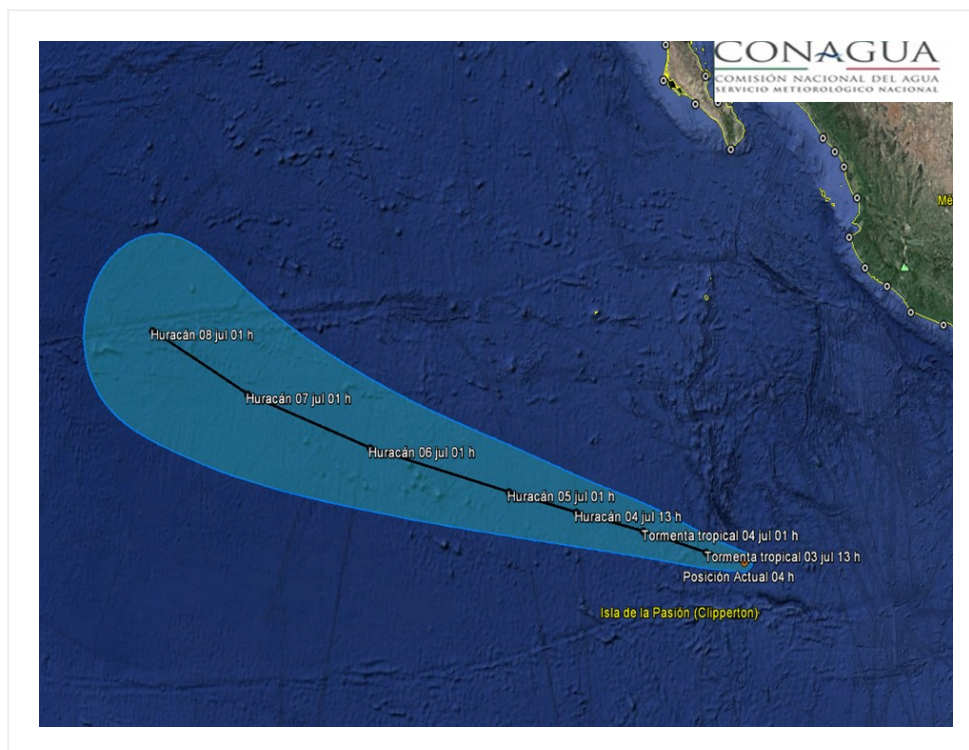 CONAGUA
COMISIÓN NACIONAL DEL AGUA
SERVICIO METEOROLÓGICO NACIONAL
Mé
Huracán 08 jul 01 h
Huracán 07 jul 01 h
Huracán 06 jul 01 h
Huracán 05 jul 01 h
Huracán 04 jul 13 h
Tormenta tropical 04 jul 01 h
Tormenta tropical 03 jul 13 h
Posición Actual 04 h
Isla de la Pasión (Clipperton)